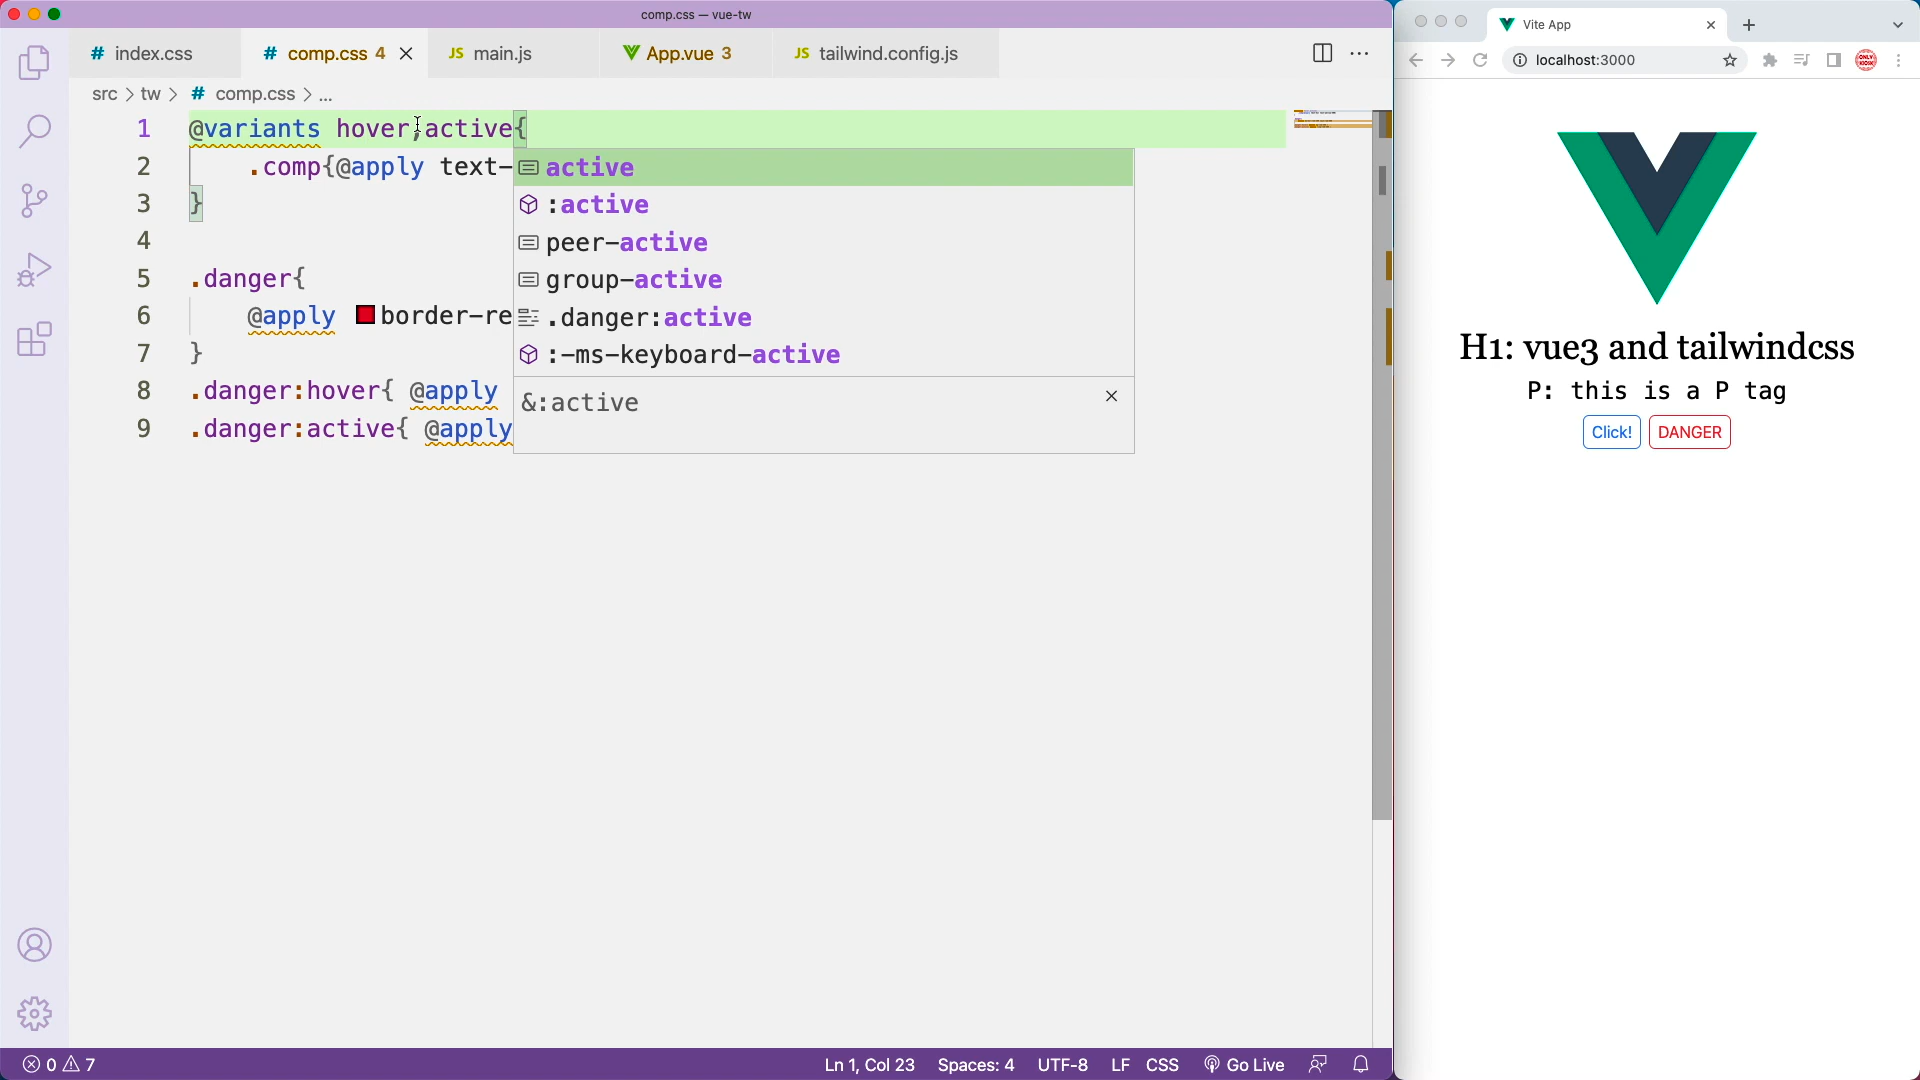 comp.css — vue-tw
# index.css
# comp.css 4
JS main.js
App.vue 3
JS tailwind.config.js
src > tw > # comp.css > ...
1 @variants hover,active{
2 .comp{@apply text-
3 }
4
5 .danger{
6 @apply border-re
7 }
8 .danger:hover{ @apply
9 .danger:active{ @apply
active
:active
peer-active
group-active
.danger:active
:-ms-keyboard-active
&:active
0 7
Ln 1, Col 23
Spaces: 4
UTF-8
LF
CSS
Go Live
Vite App
localhost:3000
ONLY
H1: vue3 and tailwindcss
P: this is a P tag
Click!
DANGER